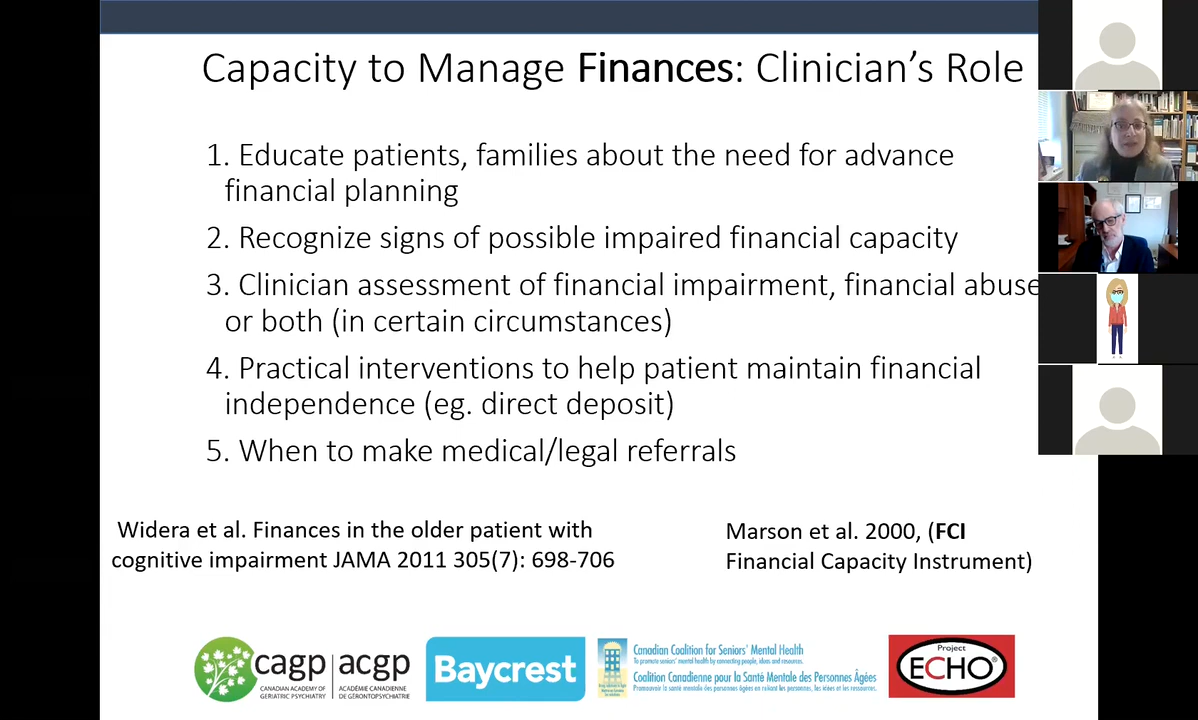 Capacity to Manage Finances: Clinician’s Role
1. Educate patients, families about the need for advance
financial planning
2. Recognize signs of possible impaired financial capacity
3. Clinician assessment of financial impairment, financial abuse
or both (in certain circumstances)
4. Practical interventions to help patient maintain financial
independence (eg. direct deposit)
5. When to make medical/legal referrals
Widera et al. Finances in the older patient with
cognitive impairment JAMA 2011 305(7): 698-706
Marson et al. 2000, (FCI
Financial Capacity Instrument)
cagp | acgp
CANADIAN ACADEMY OF
GERIATRIC PSYCHIATRY
ACADÉMIE CANADIENNE
DE GÉRONTOPSYCHIATRIE
Baycrest
Canadian Coalition for Seniors' Mental Health
To promote seniors' mental health by connecting people, ideas and resources.
Coalition Canadienne pour la Santé Mentale des Personnes Âgées
Promouvoir la santé mentale des personnes âgées en reliant les personnes, les idées et les ressources.
Project
ECHO®